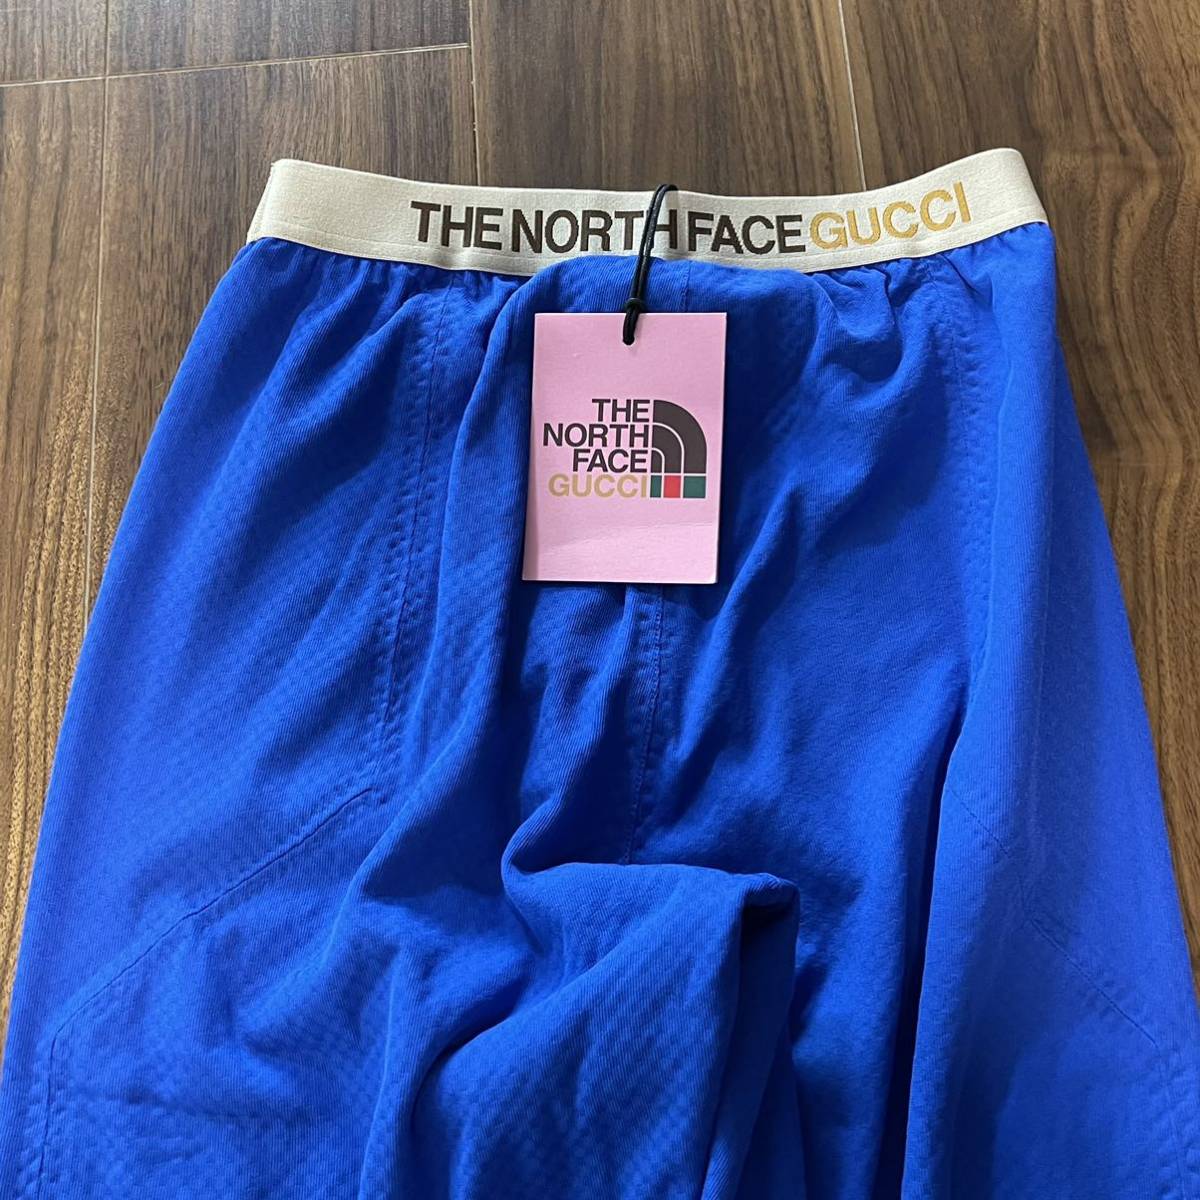 THE NORTH FACE GUCCI
THE
NORTH
FACE
GUCCI